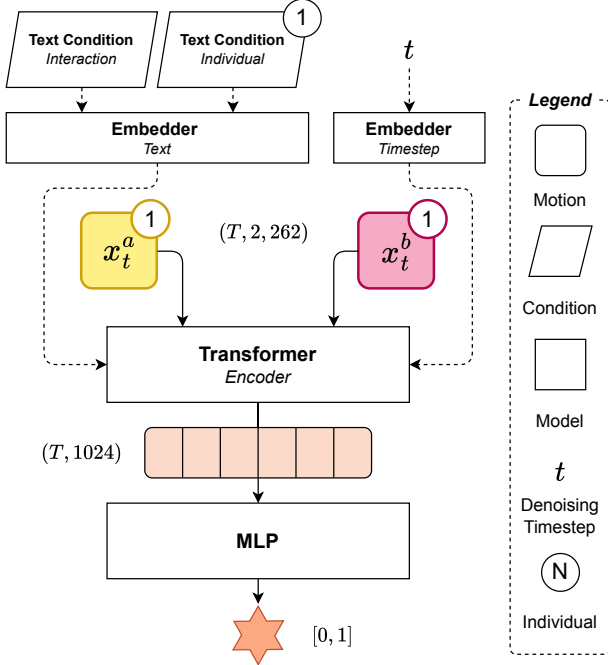 Text Condition
Interaction
Text Condition
Individual
1
t
Embedder
Text
Embedder
Timestep
x_t^a
1
(T, 2, 262)
x_t^b
1
Transformer
Encoder
(T, 1024)
MLP
[0, 1]
Legend
Motion
Condition
Model
t
Denoising
Timestep
N
Individual